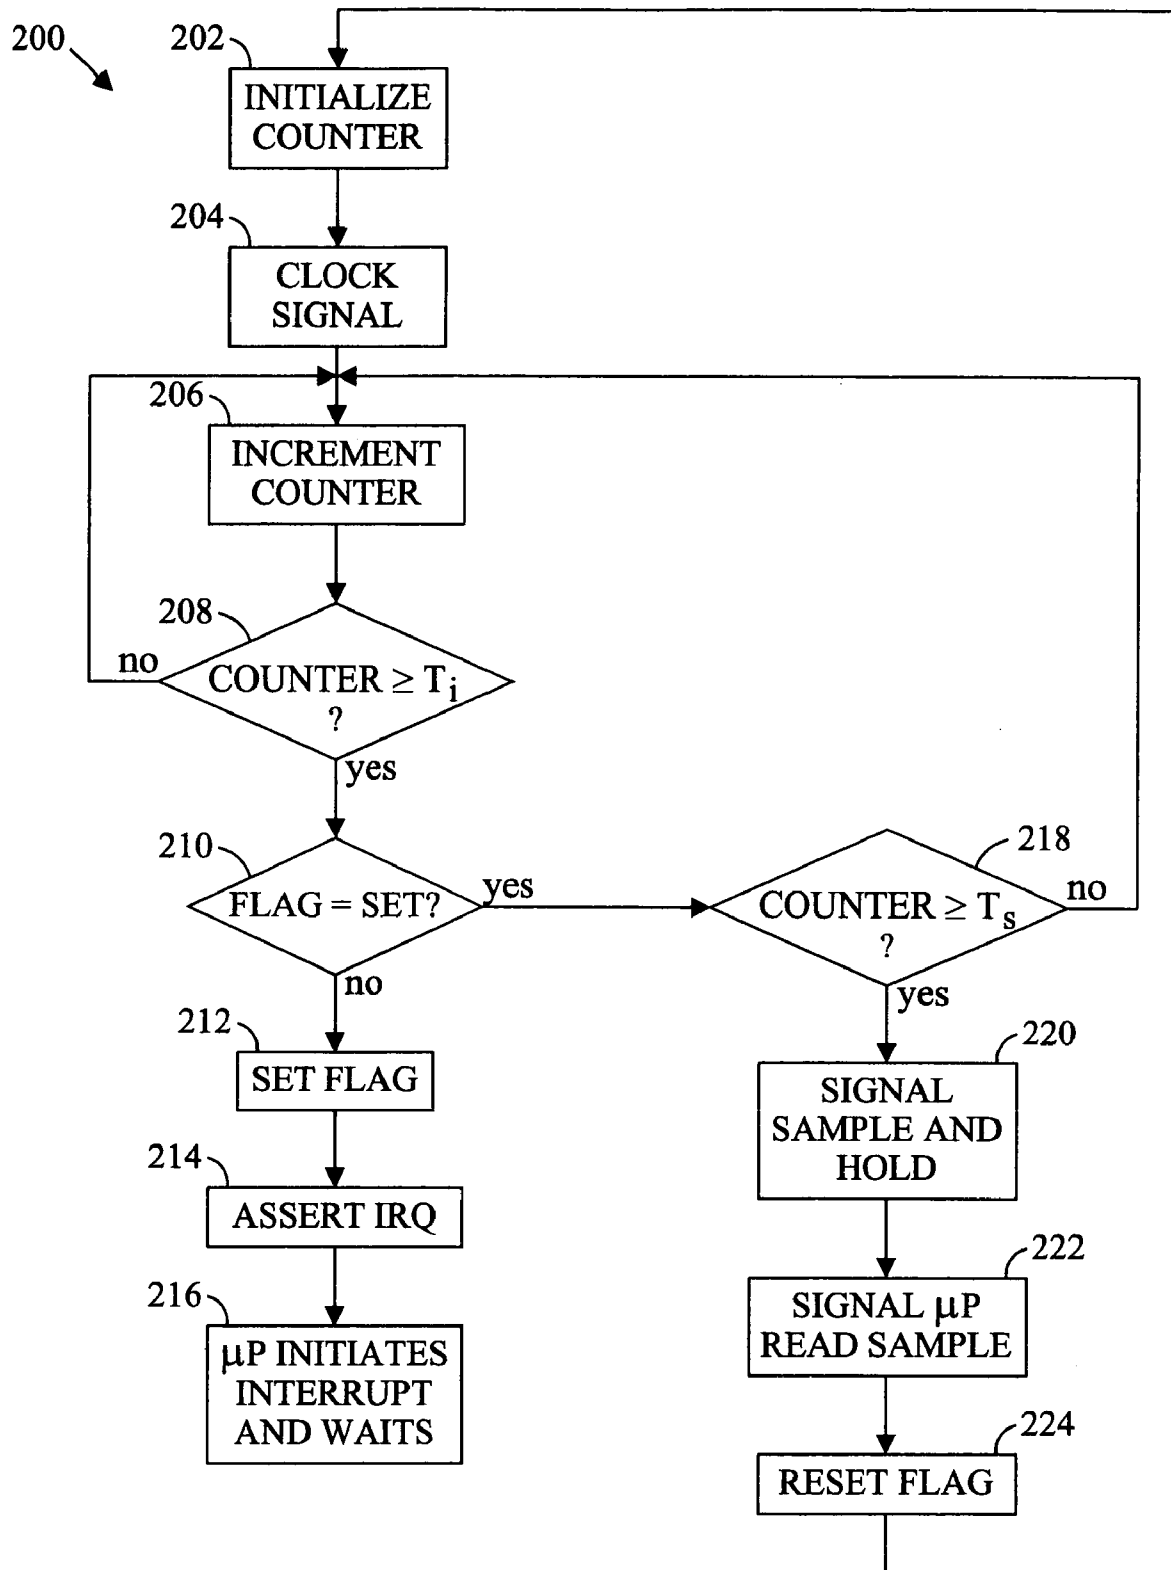 200
202
INITIALIZE
COUNTER
204
CLOCK
SIGNAL
206
INCREMENT
COUNTER
208
no
COUNTER ≥ Ti
?
yes
210
FLAG = SET?
yes
no
218
COUNTER ≥ Ts
?
no
yes
212
SET FLAG
214
ASSERT IRQ
216
µP INITIATES
INTERRUPT
AND WAITS
220
SIGNAL
SAMPLE AND
HOLD
222
SIGNAL µP
READ SAMPLE
224
RESET FLAG